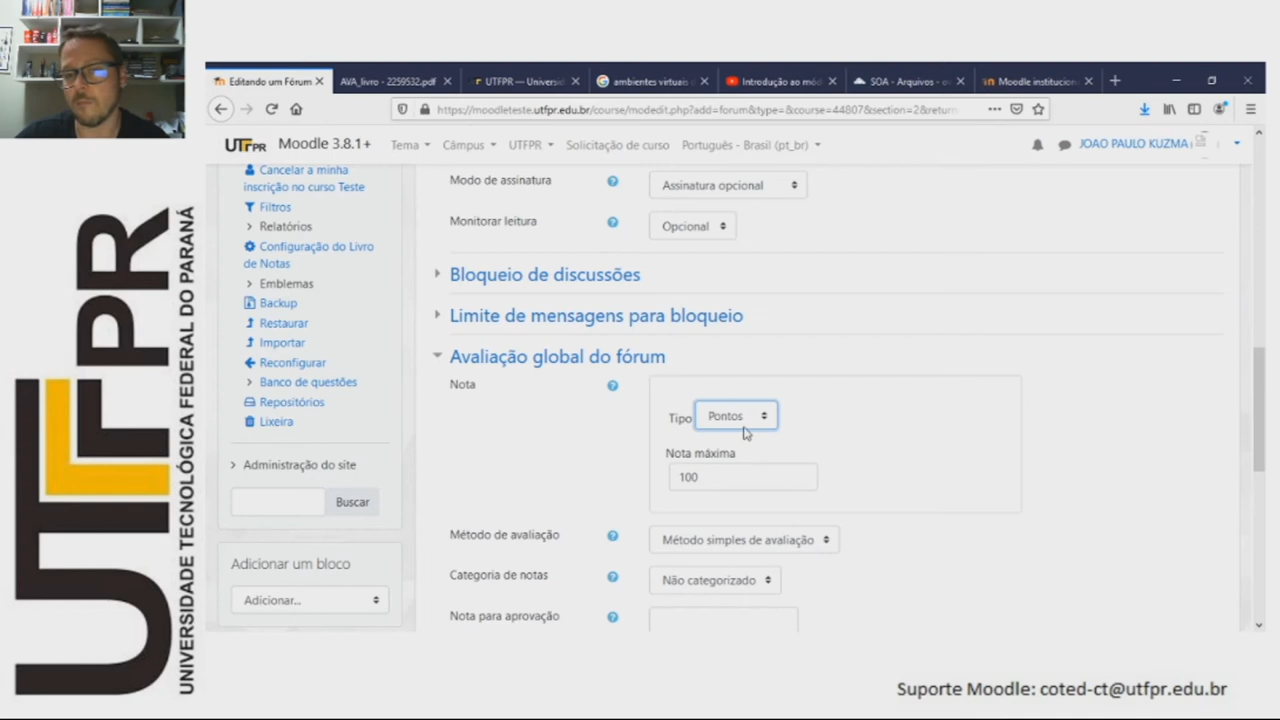 Editando um Fórum
AVA_livro - 2259532.pdf
UTFPR — Universi
ambientes virtuais
Introdução ao mód
SOA - Arquivos - o
Moodle institucion
https://moodleteste.utfpr.edu.br/course/modedit.php?add=forum&type=&course=44807&section=2&return
UTFPR
Moodle 3.8.1+
Tema
Câmpus
UTFPR
Solicitação de curso
Português - Brasil (pt_br)
JOAO PAULO KUZMA
Cancelar a minha
inscrição no curso Teste
Filtros
Relatórios
Configuração do Livro
de Notas
Emblemas
Backup
Restaurar
Importar
Reconfigurar
Banco de questões
Repositórios
Lixeira
Administração do site
Buscar
Adicionar um bloco
Adicionar...
Modo de assinatura
Assinatura opcional
Monitorar leitura
Opcional
Bloqueio de discussões
Limite de mensagens para bloqueio
Avaliação global do fórum
Nota
Tipo Pontos
Nota máxima
100
Método de avaliação
Método simples de avaliação
Categoria de notas
Não categorizado
Nota para aprovação
UTFPR
UNIVERSIDADE TECNOLÓGICA FEDERAL DO PARANÁ
Suporte Moodle: coted-ct@utfpr.edu.br